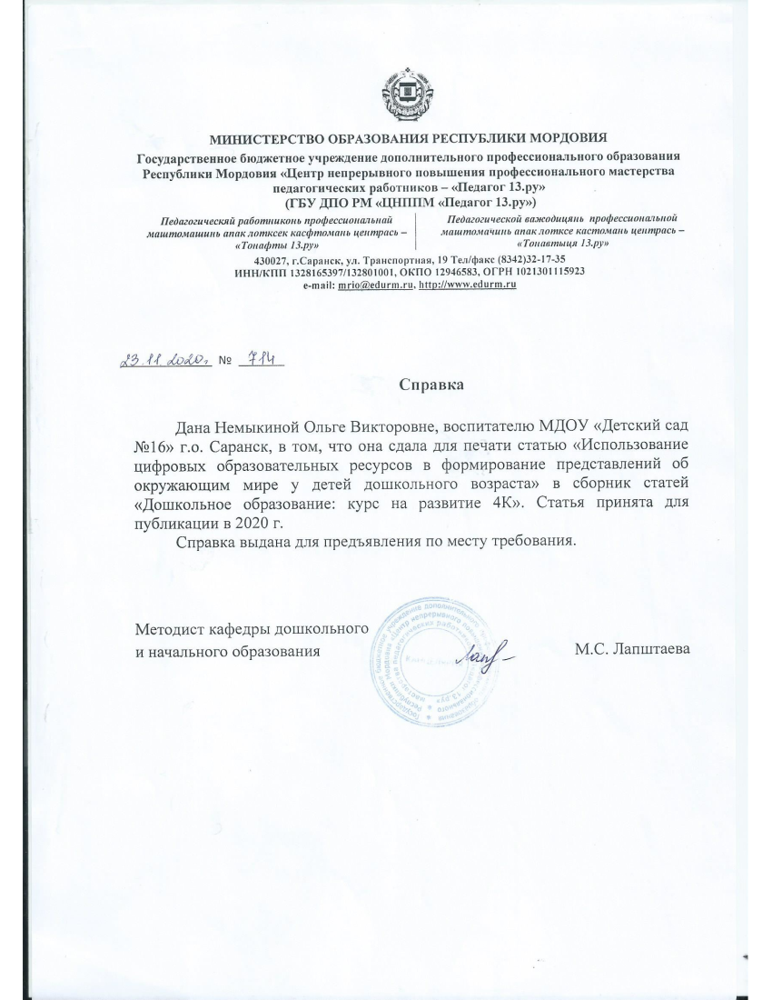 МИНИСТЕРСТВО ОБРАЗОВАНИЯ РЕСПУБЛИКИ МОРДОВИЯ
Государственное бюджетное учреждение дополнительного профессионального образования
Республики Мордовия «Центр непрерывного повышения профессионального мастерства
педагогических работников – «Педагог 13.ру»
(ГБУ ДПО РМ «ЦНППМ «Педагог 13.ру»)
Педагогическяй работниконь профессиональнай
маштомашинь апак лотксек касфтомань центрась –
«Тонафты 13.ру»
Педагогической важодицянь профессиональной
маштомачинь апак лотксе кастомань центрась –
«Тонавтыця 13.ру»
430027, г.Саранск, ул. Транспортная, 19 Тел/факс (8342)32-17-35
ИНН/КПП 1328165397/132801001, ОКПО 12946583, ОГРН 1021301115923
e-mail: mrio@edurm.ru, http://www.edurm.ru
23.11.2020г. № 714
Справка
Дана Немыкиной Ольге Викторовне, воспитателю МДОУ «Детский сад
№16» г.о. Саранск, в том, что она сдала для печати статью «Использование
цифровых образовательных ресурсов в формирование представлений об
окружающим мире у детей дошкольного возраста» в сборник статей
«Дошкольное образование: курс на развитие 4К». Статья принята для
публикации в 2020 г.
Справка выдана для предъявления по месту требования.
Методист кафедры дошкольного
и начального образования
М.С. Лапштаева